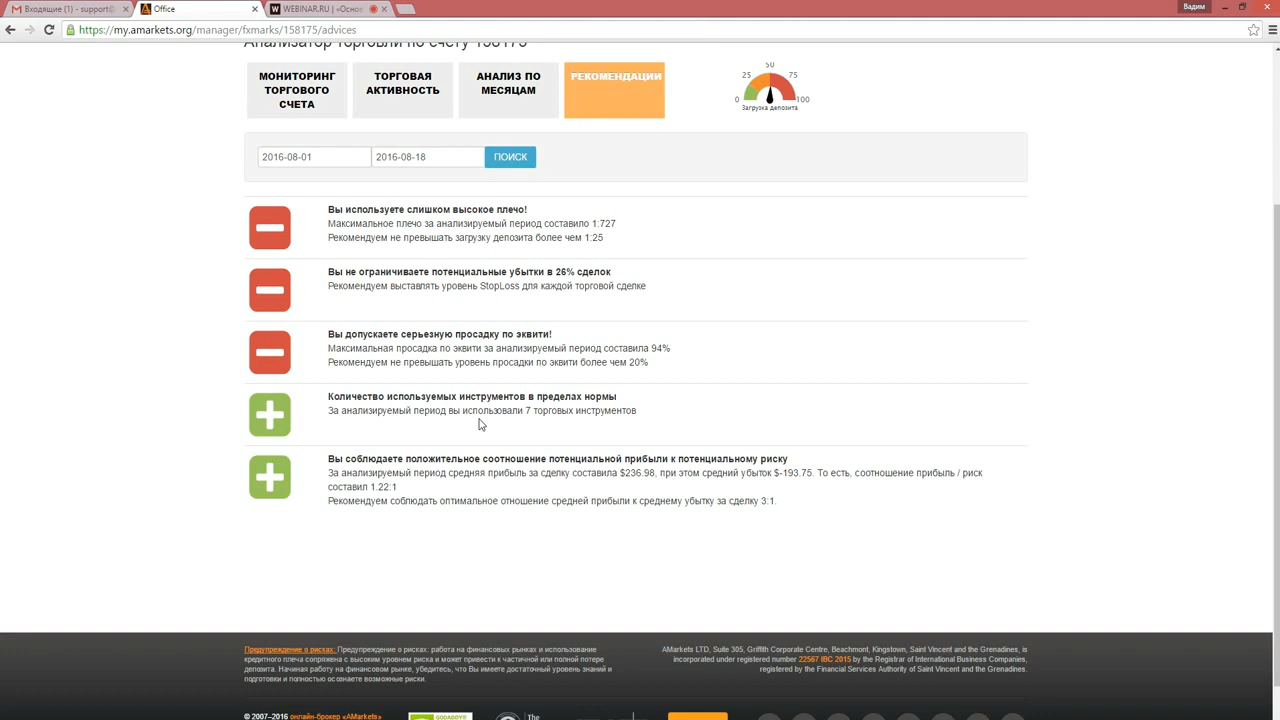 Входящие (1) - support@
Office
WEBINAR.RU | «Осно
Вадим
https://my.amarkets.org/manager/fxmarks/158175/advices
Анализатор торговли по счету 158175
МОНИТОРИНГ
ТОРГОВОГО
СЧЕТА
ТОРГОВАЯ
АКТИВНОСТЬ
АНАЛИЗ ПО
МЕСЯЦАМ
РЕКОМЕНДАЦИИ
50
25
75
0
100
Загрузка депозита
2016-08-01
2016-08-18
ПОИСК
Вы используете слишком высокое плечо!
Максимальное плечо за анализируемый период составило 1:727
Рекомендуем не превышать загрузку депозита более чем 1:25
Вы не ограничиваете потенциальные убытки в 26% сделок
Рекомендуем выставлять уровень StopLoss для каждой торговой сделке
Вы допускаете серьезную просадку по эквити!
Максимальная просадка по эквити за анализируемый период составила 94%
Рекомендуем не превышать уровень просадки по эквити более чем 20%
Количество используемых инструментов в пределах нормы
За анализируемый период вы использовали 7 торговых инструментов
Вы соблюдаете положительное соотношение потенциальной прибыли к потенциальному риску
За анализируемый период средняя прибыль за сделку составила $236.98, при этом средний убыток $-193.75. То есть, соотношение прибыль / риск
составил 1.22:1
Рекомендуем соблюдать оптимальное отношение средней прибыли к среднему убытку за сделку 3:1.
Предупреждение о рисках: Предупреждение о рисках: работа на финансовых рынках и использование
кредитного плеча сопряжена с высоким уровнем риска и может привести к частичной или полной потере
депозита. Начиная работу на финансовом рынке, убедитесь, что Вы имеете достаточный уровень знаний и
подготовки и полностью осознаете возможные риски.
AMarkets LTD, Suite 305, Griffith Corporate Centre, Beachmont, Kingstown, Saint Vincent and the Grenadines, is
incorporated under registered number 22567 IBC 2015 by the Registrar of International Business Companies,
registered by the Financial Services Authority of Saint Vincent and the Grenadines.
© 2007–2016 онлайн-брокер «AMarkets»
GODADDY
The